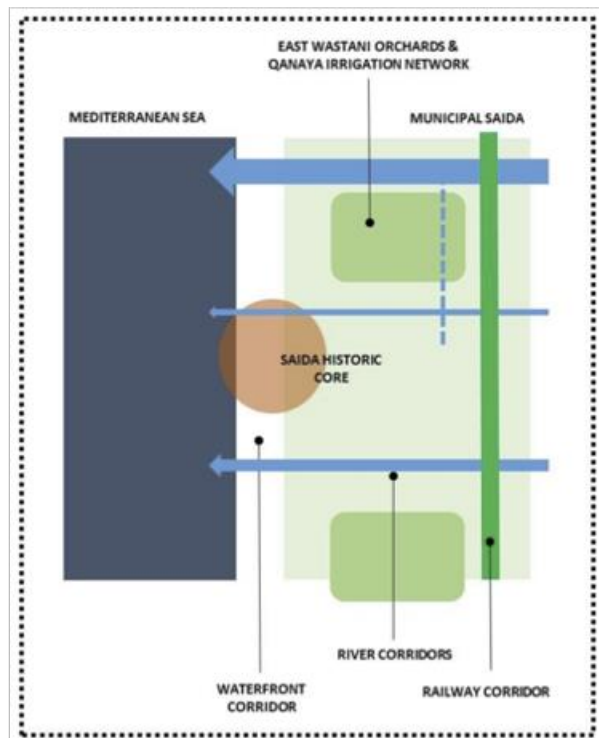 EAST WASTANI ORCHARDS &
QANAYA IRRIGATION NETWORK
MEDITERRANEAN SEA
MUNICIPAL SAIDA
SAIDA HISTORIC
CORE
RIVER CORRIDORS
WATERFRONT
CORRIDOR
RAILWAY CORRIDOR